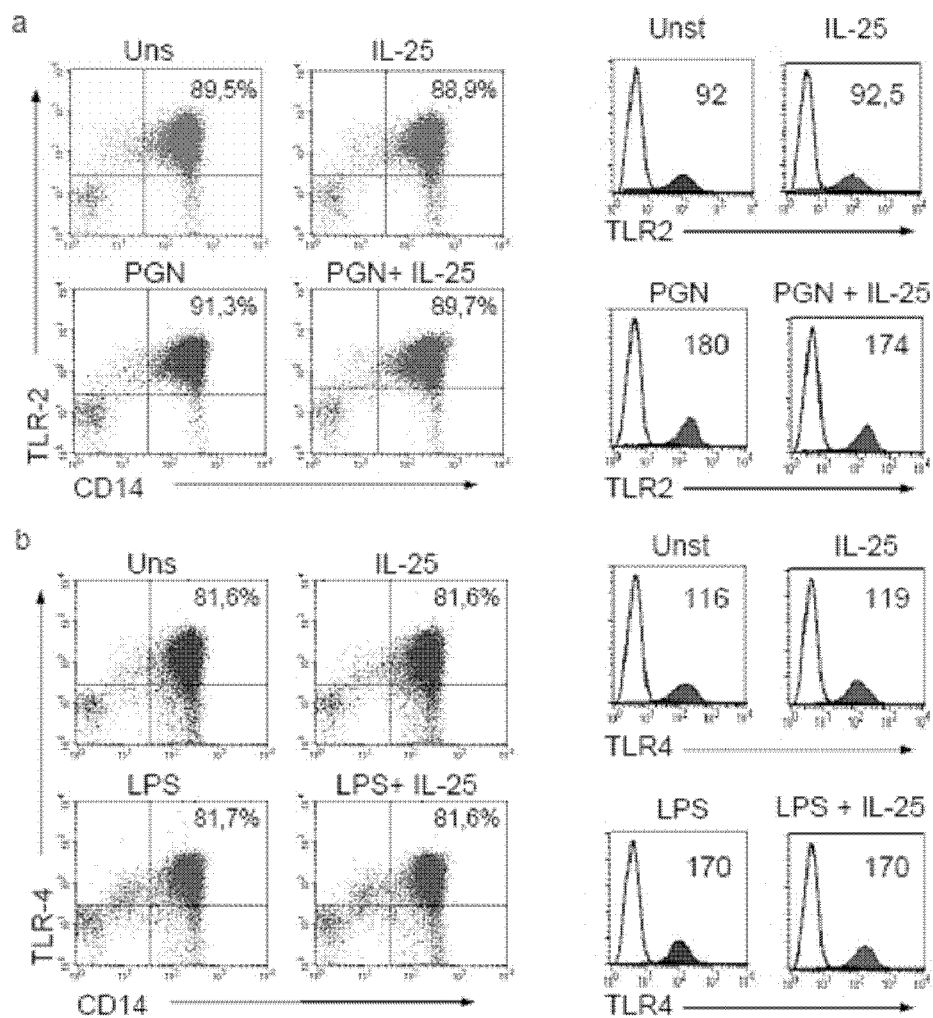 a
Uns IL-25
89,5% 88,9%
PGN PGN+ IL-25
91,3% 89,7%
TLR-2
CD14
Unst IL-25
92 92,5
TLR2
PGN PGN + IL-25
180 174
TLR2
b
Uns IL-25
81,6% 81,6%
LPS LPS+ IL-25
81,7% 81,6%
TLR-4
CD14
Unst IL-25
116 119
TLR4
LPS LPS + IL-25
170 170
TLR4